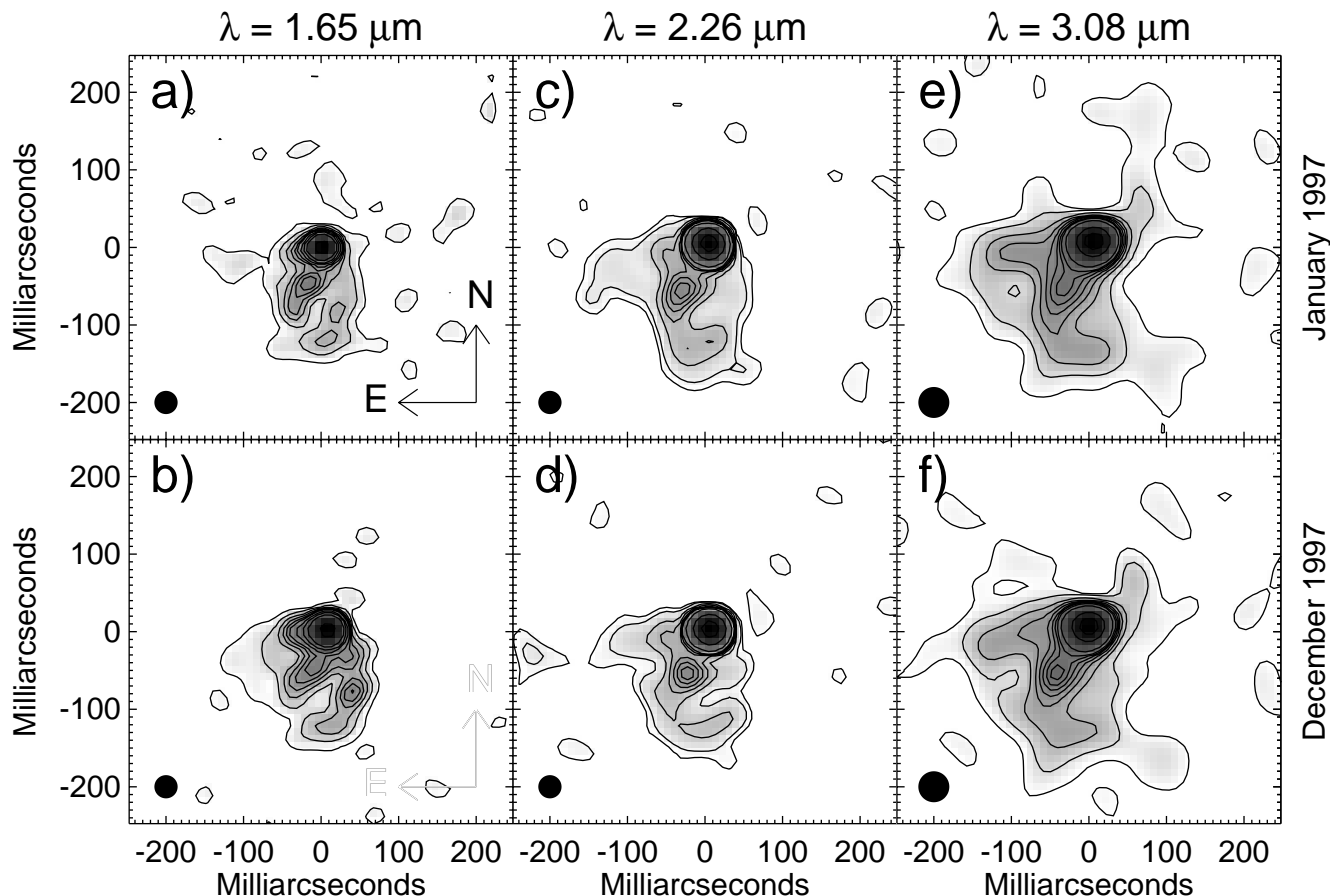 λ = 1.65 μm λ = 2.26 μm λ = 3.08 μm
a) c) e)
200
100
0
-100
-200
Milliarcseconds
N
E
January 1997
b) d) f)
200
100
0
-100
-200
Milliarcseconds
N
E
December 1997
-200 -100 0 100 200 -200 -100 0 100 200 -200 -100 0 100 200
Milliarcseconds Milliarcseconds Milliarcseconds